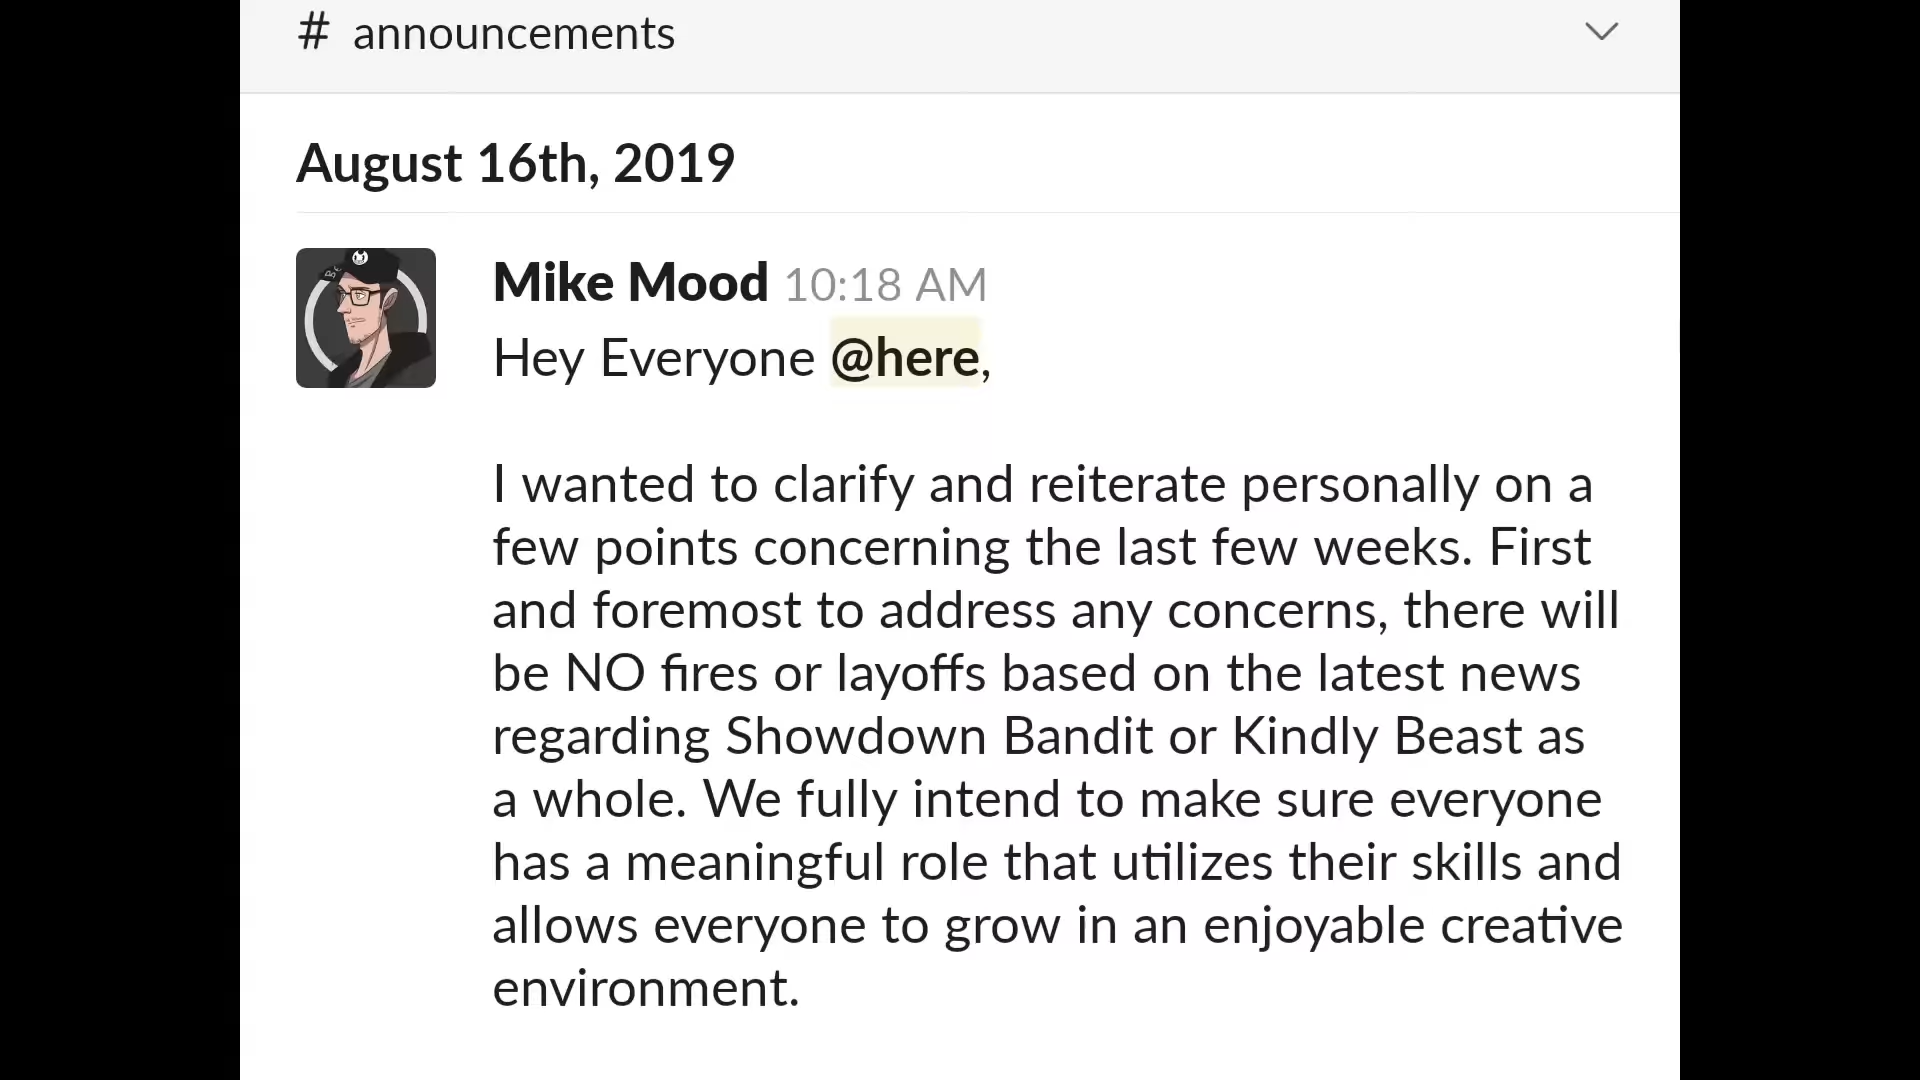 # announcements
August 16th, 2019
Mike Mood 10:18 AM
Hey Everyone @here,
I wanted to clarify and reiterate personally on a
few points concerning the last few weeks. First
and foremost to address any concerns, there will
be NO fires or layoffs based on the latest news
regarding Showdown Bandit or Kindly Beast as
a whole. We fully intend to make sure everyone
has a meaningful role that utilizes their skills and
allows everyone to grow in an enjoyable creative
environment.